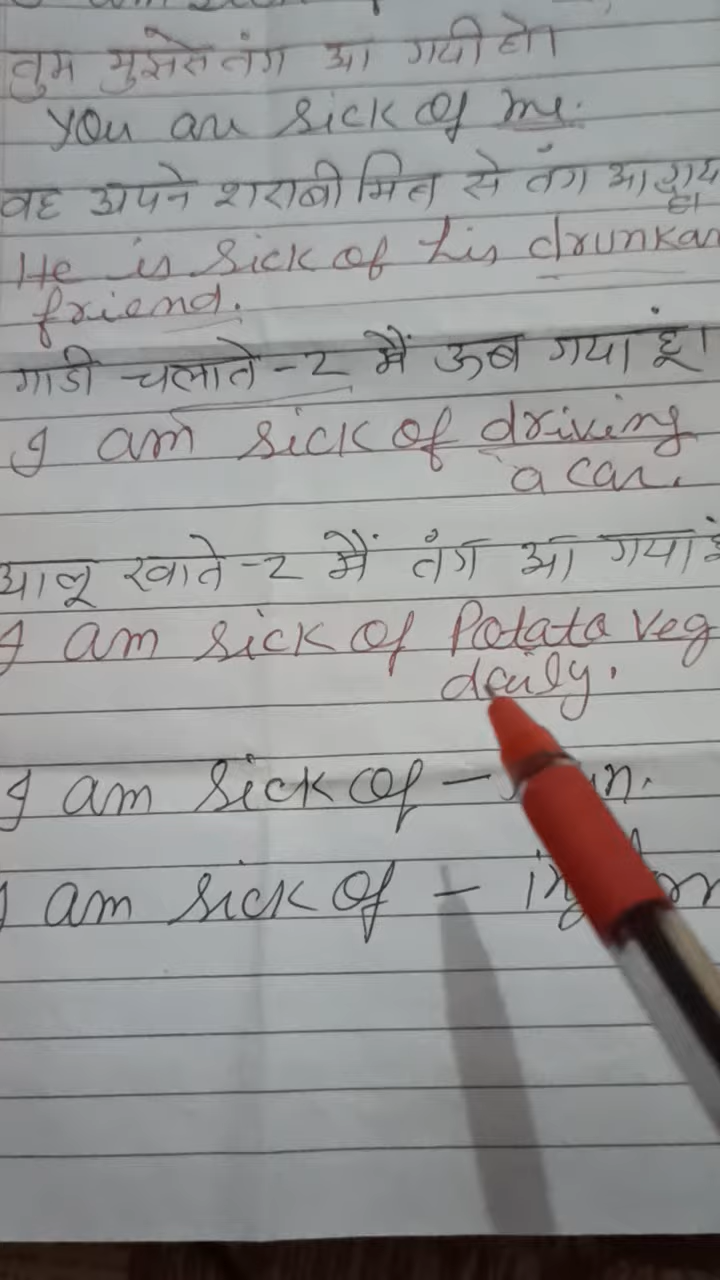 तुम मुझसे तंग आ गयी हो।
You are sick of me.
वह अपने शराबी मित्र से तंग आ गया
है।
He is sick of his
friend.
गाडी चलाते-2 मैं ऊब गया हूं।
I am sick of driving
a car.
आलू खाते-2 मैं तंग आ गया
I am sick of Potato veg
daily.
I am sick of -
I am sick of -